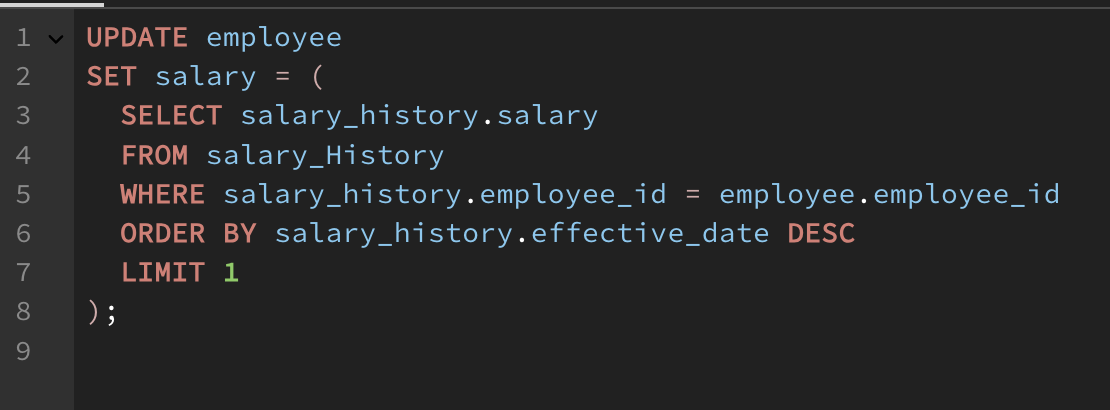 1 UPDATE employee
2 SET salary = (
3 SELECT salary_history.salary
4 FROM salary_History
5 WHERE salary_history.employee_id = employee.employee_id
6 ORDER BY salary_history.effective_date DESC
7 LIMIT 1
8 );
9